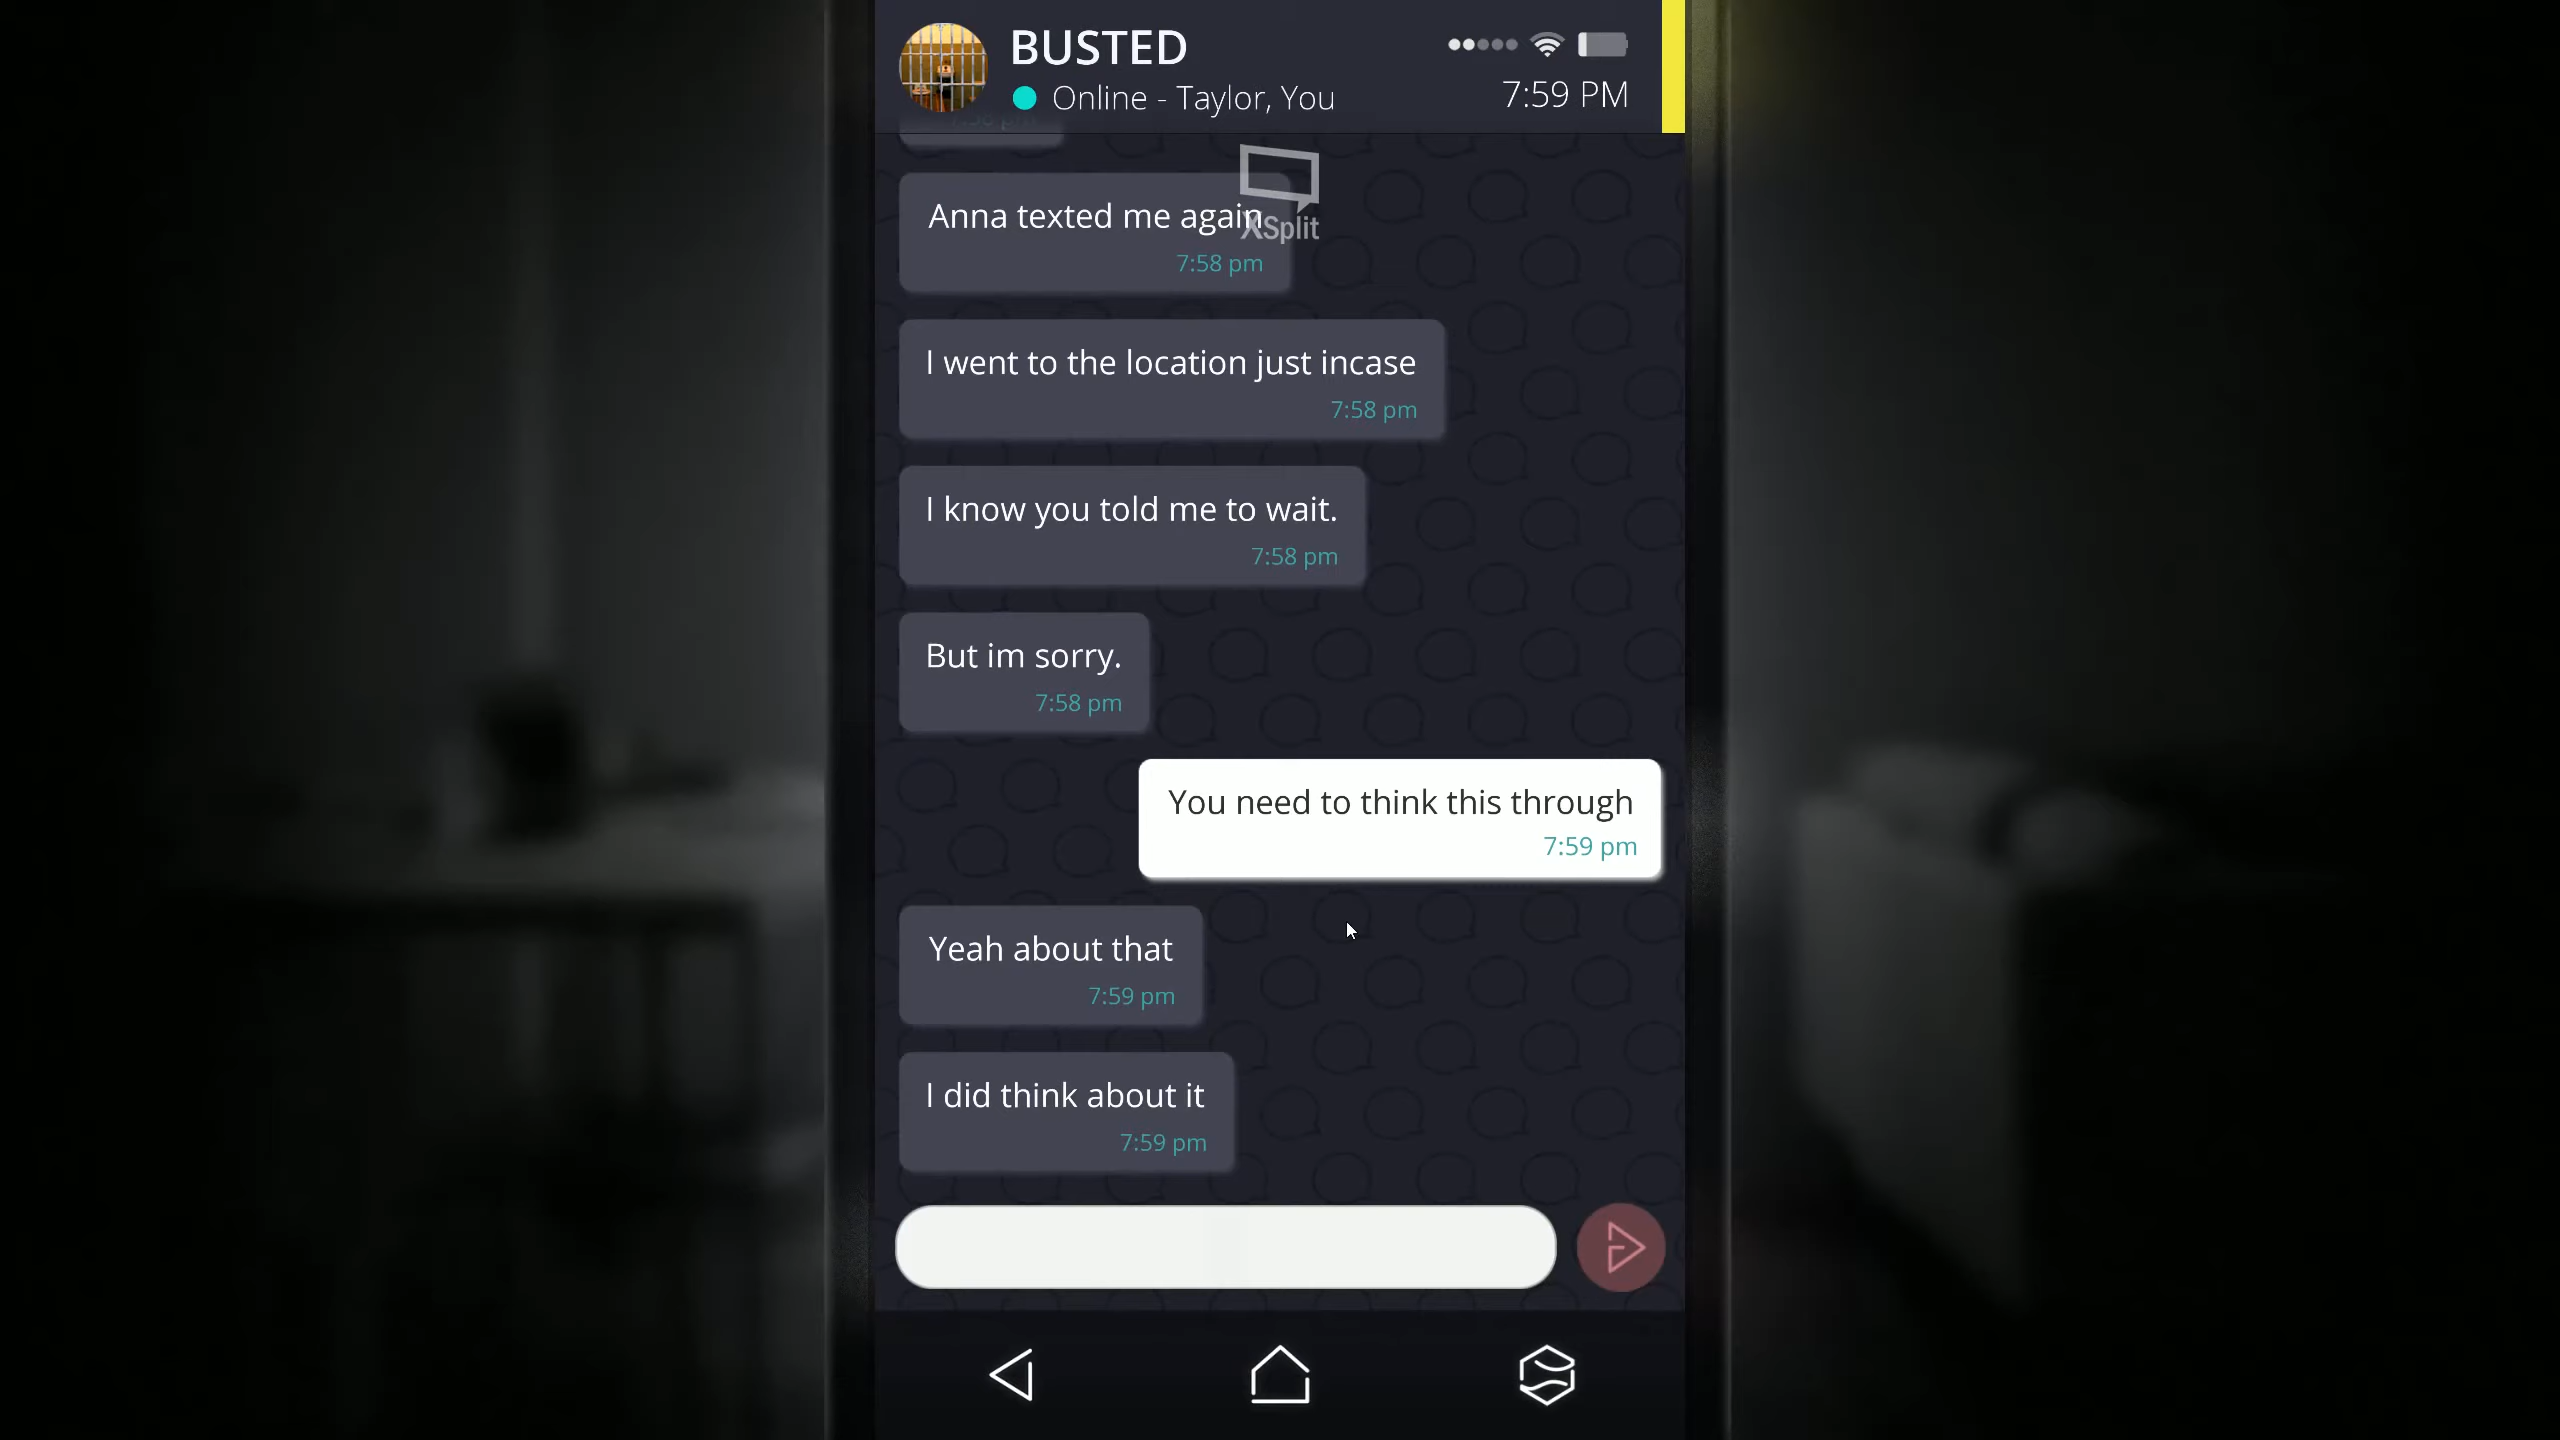 BUSTED
Online - Taylor, You
7:59 PM
7:58 pm
Anna texted me again
XSplit
7:58 pm
I went to the location just incase
7:58 pm
I know you told me to wait.
7:58 pm
But im sorry.
7:58 pm
You need to think this through
7:59 pm
Yeah about that
7:59 pm
I did think about it
7:59 pm